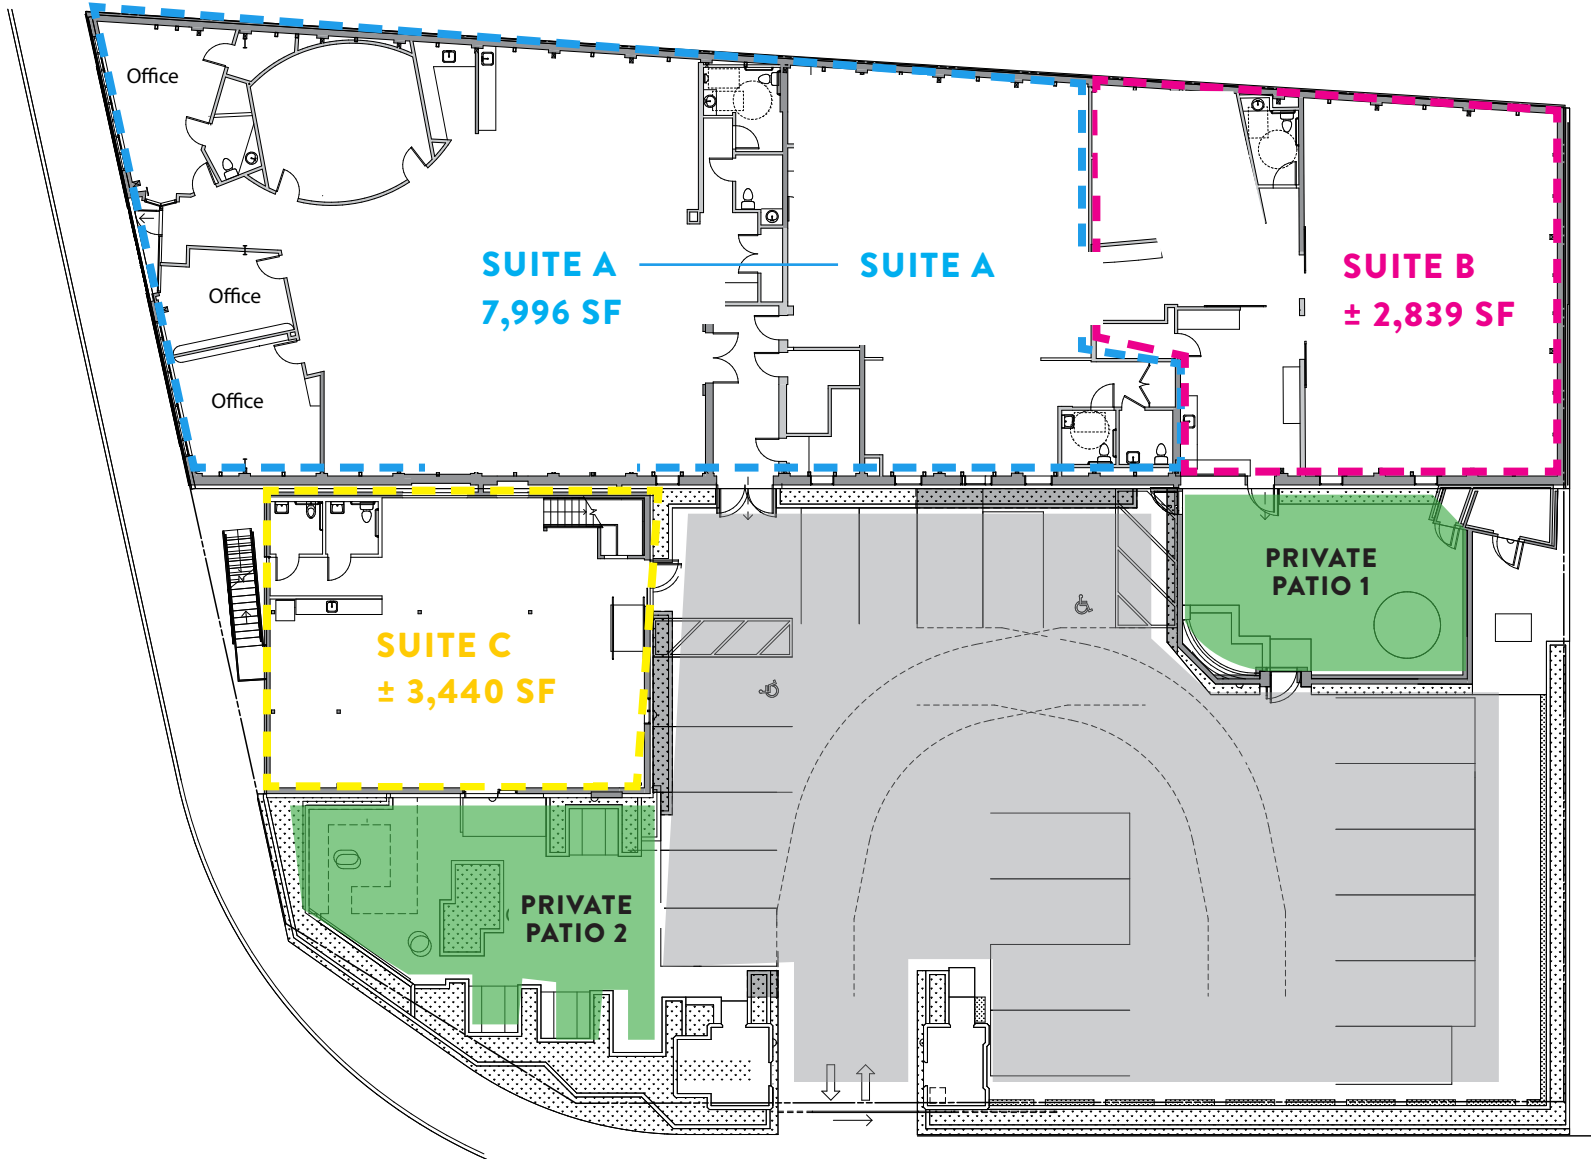 Office
SUITE A
7,996 SF
SUITE A
SUITE B
± 2,839 SF
Office
Office
PRIVATE
PATIO 1
SUITE C
± 3,440 SF
PRIVATE
PATIO 2